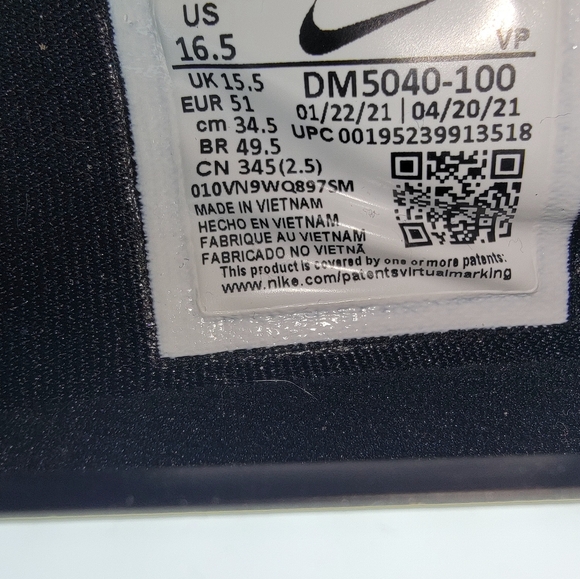 US
16.5
VP
UK 15.5
EUR 51
cm 34.5
BR 49.5
CN 345(2.5)
DM5040-100
01/22/21 | 04/20/21
UPC 00195239913518
010VN9WQ897SM
MADE IN VIETNAM
HECHO EN VIETNAM
FABRIQUE AU VIETNAM
FABRICADO NO VIETNÃ
This product is covered by one or more patents:
www.nike.com/patentsvirtualmarking